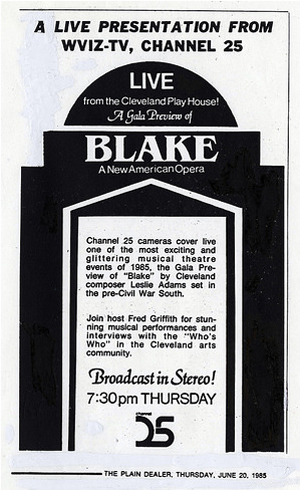 A LIVE PRESENTATION FROM
WVIZ-TV, CHANNEL 25
LIVE
from the Cleveland Play House!
A Gala Preview of
BLAKE
A New American Opera
Channel 25 cameras cover live
one of the most exciting and
glittering musical theatre
events of 1985, the Gala Pre-
view of "Blake" by Cleveland
composer Leslie Adams set in
the pre-Civil War South.
Join host Fred Griffith for stun-
ning musical performances and
interviews with the "Who's
Who" in the Cleveland arts
community.
Broadcast in Stereo!
7:30 pm THURSDAY
channel
25
THE PLAIN DEALER, THURSDAY, JUNE 20, 1985